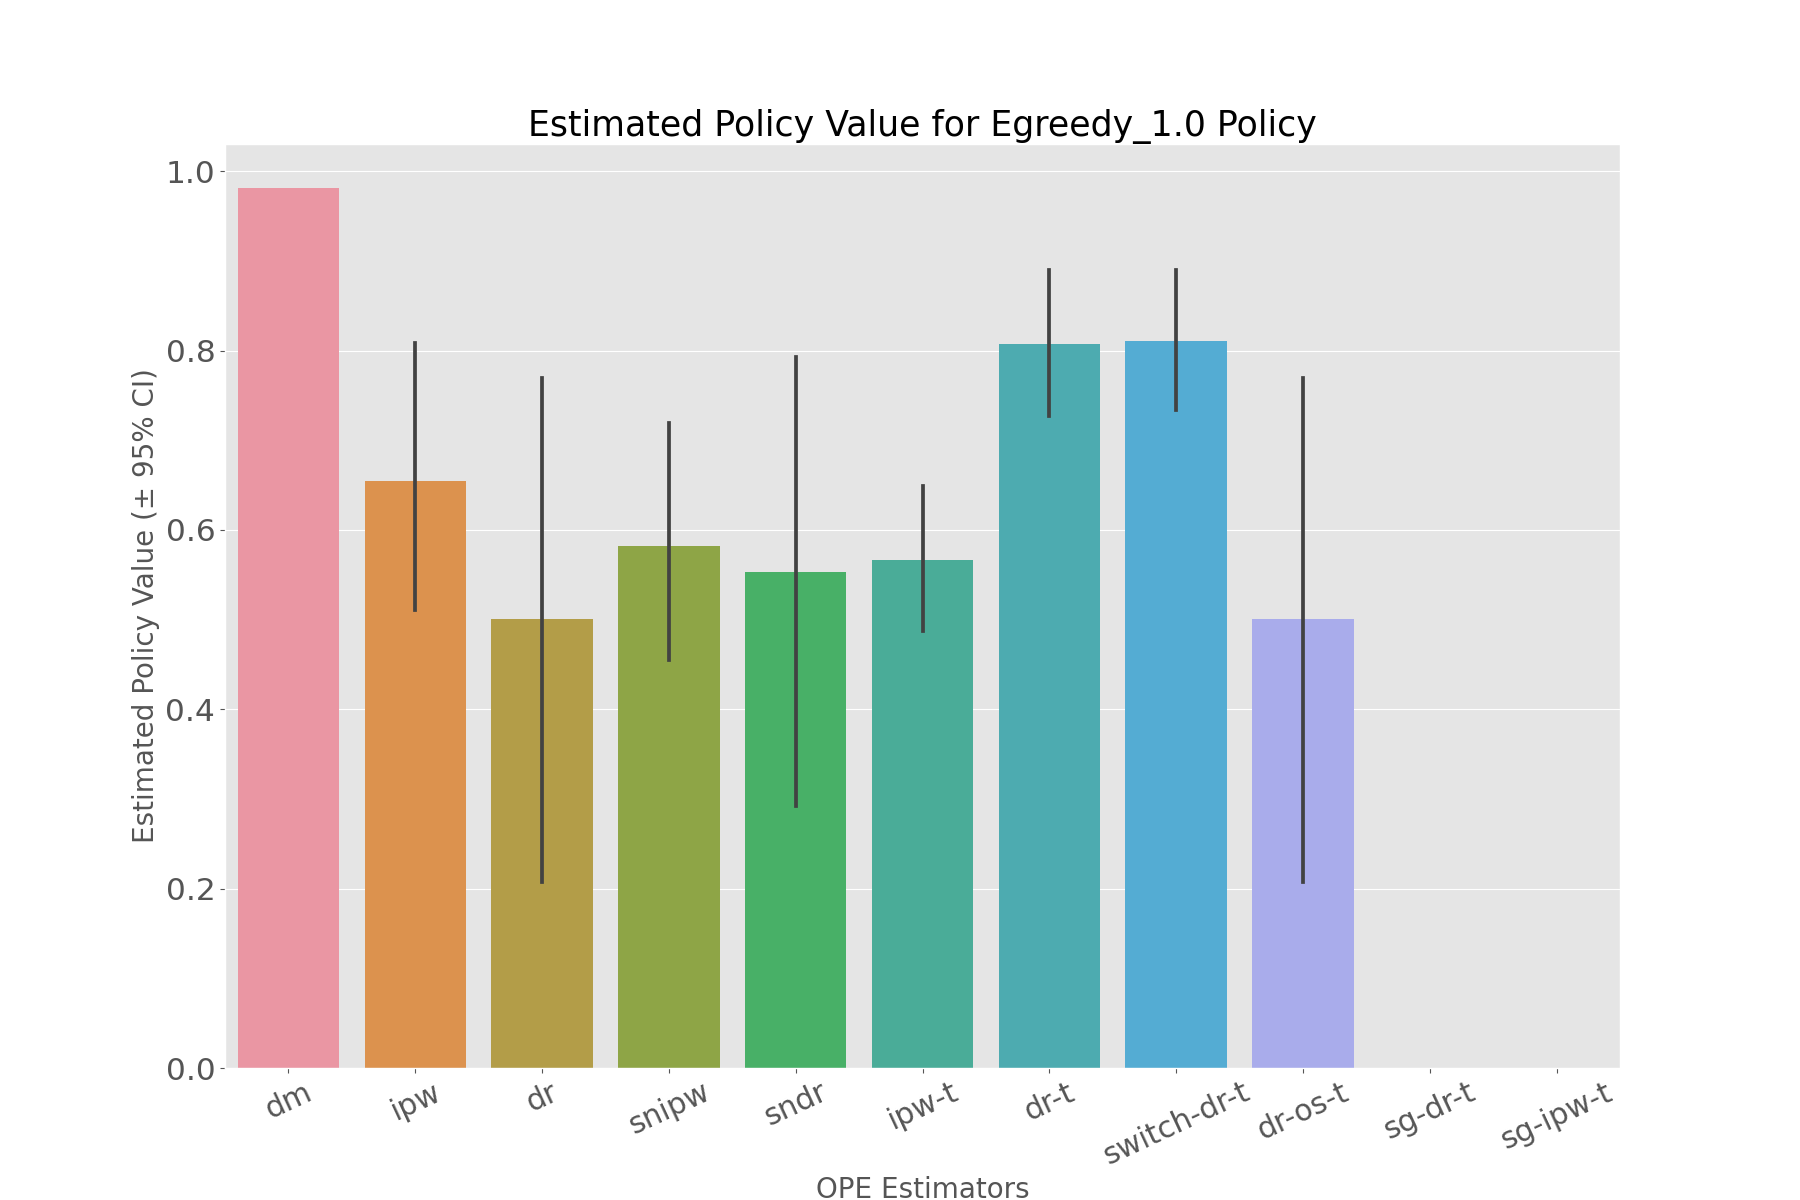 Estimated Policy Value for Egreedy_1.0 Policy
Estimated Policy Value (± 95% CI)
1.0
0.8
0.6
0.4
0.2
0.0
dm
ipw
dr
snipw
sndr
ipw-t
dr-t
switch-dr-t
dr-os-t
sg-dr-t
sg-ipw-t
OPE Estimators